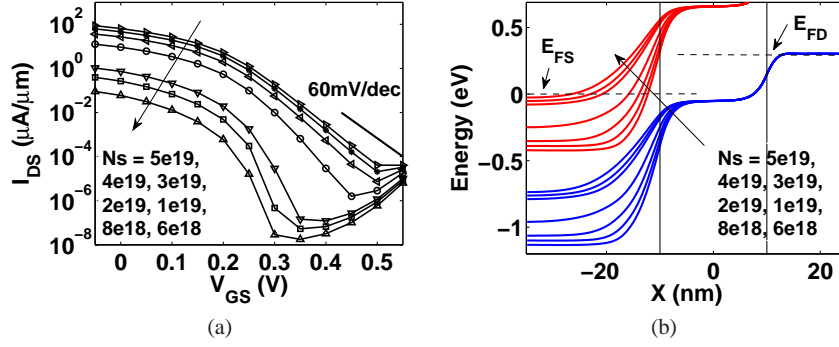 10^2
10^0
10^-2
10^-4
10^-6
10^-8
I_DS (μA/μm)
60mV/dec
Ns = 5e19,
4e19, 3e19,
2e19, 1e19,
8e18, 6e18
0 0.1 0.2 0.3 0.4 0.5
V_GS (V)
(a)
0.5
0
−0.5
−1
Energy (eV)
E_FS
E_FD
Ns = 5e19,
4e19, 3e19,
2e19, 1e19,
8e18, 6e18
−20 0 20
X (nm)
(b)